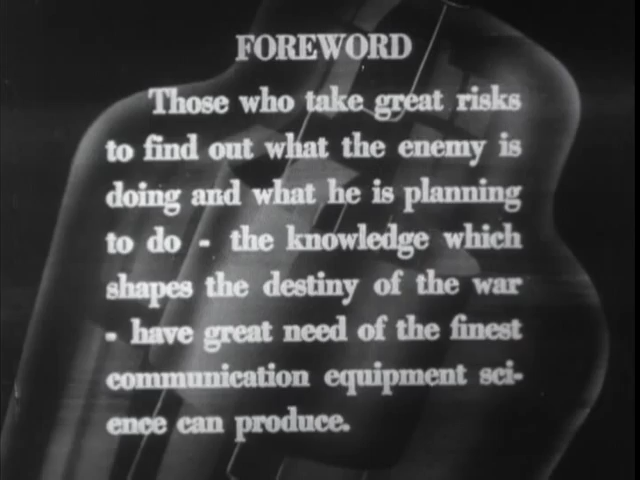 FOREWORD
Those who take great risks
to find out what the enemy is
doing and what he is planning
to do - the knowledge which
shapes the destiny of the war
- have great need of the finest
communication equipment sci-
ence can produce.